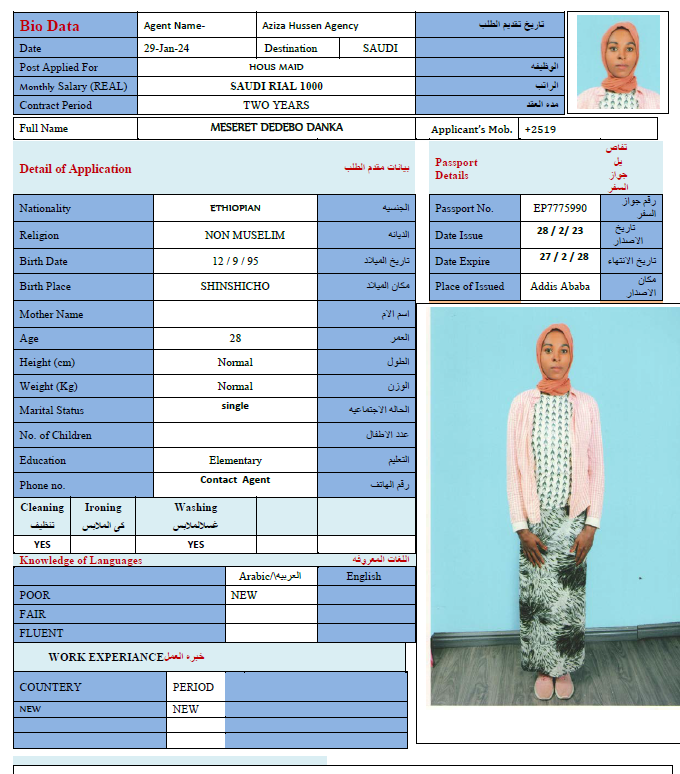 Bio Data Agent Name- Aziza Hussen Agency تاريخ تقديم الطلب
Date 29-Jan-24 Destination SAUDI
Post Applied For HOUS MAID الوظيفه
Monthly Salary (REAL) SAUDI RIAL 1000 الراتب
Contract Period TWO YEARS مده العقد
Full Name MESERET DEDEBO DANKA Applicant's Mob. +2519
Detail of Application بيانات مقدم الطلب
Passport Details تفاصيل جواز السفر
Nationality ETHIOPIAN الجنسيه
Passport No. EP7775990 رقم جواز السفر
Religion NON MUSELIM الديانه
Date Issue 28 / 2/ 23 تاريخ الاصدار
Birth Date 12 / 9 / 95 تاريخ الميلاد
Date Expire 27 / 2 / 28 تاريخ الانتهاء
Birth Place SHINSHICHO مكان الميلاد
Place of Issued Addis Ababa مكان الاصدار
Mother Name اسم الام
Age 28 العمر
Height (cm) Normal الطول
Weight (Kg) Normal الوزن
Marital Status single الحاله الاجتماعيه
No. of Children عدد الاطفال
Education Elementary التعليم
Phone no. Contact Agent رقم الهاتف
Cleaning Ironing Washing
تنظيف كى الملابس غسلالملابس
YES YES
Knowledge of Languages اللغات المعروفه
Arabic/العربيه\ English
POOR NEW
FAIR
FLUENT
WORK EXPERIANCE خبره العمل
COUNTERY PERIOD
NEW NEW